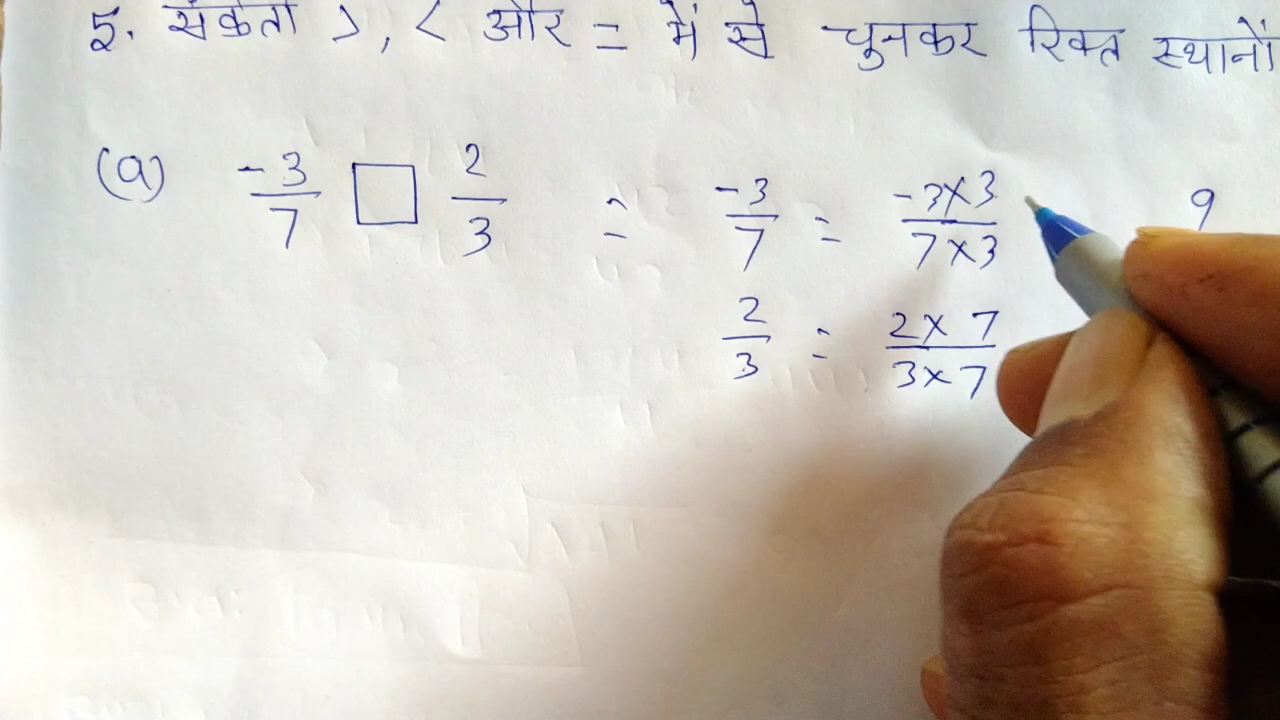 5. संकेतों >, < और = में से चुनकर रिक्त स्थानों
(a) -3/7 □ 2/3 = -3/7 = -3×3/7×3 9
2/3 = 2×7/3×7